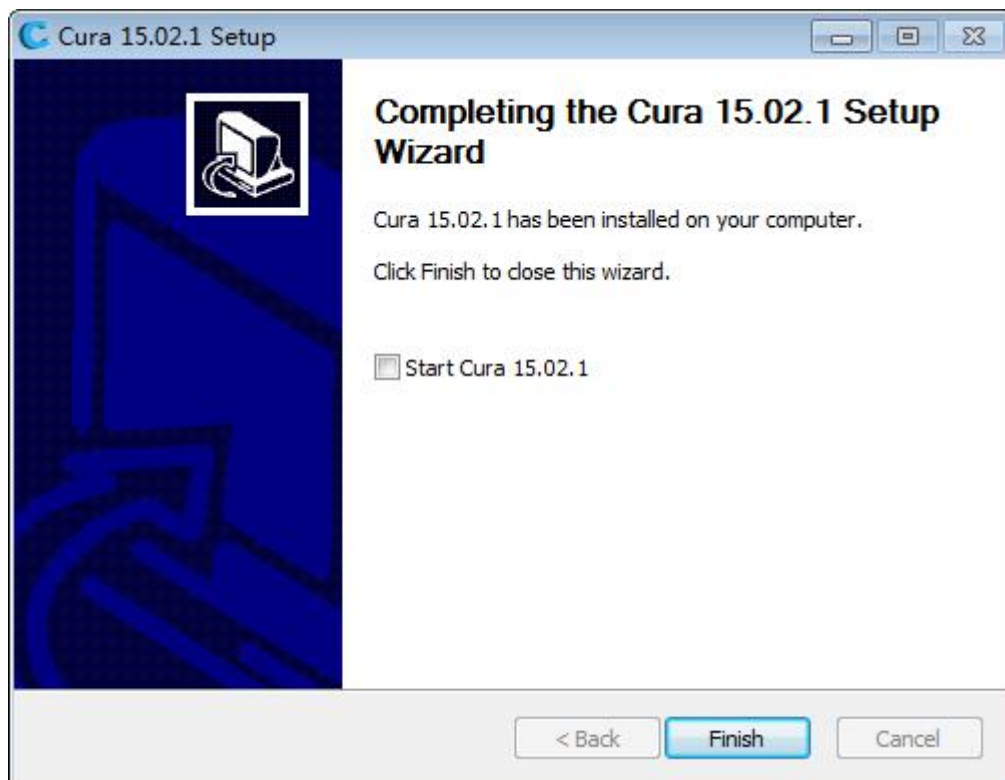 Cura 15.02.1 Setup
Completing the Cura 15.02.1 Setup
Wizard
Cura 15.02.1 has been installed on your computer.
Click Finish to close this wizard.
Start Cura 15.02.1
< Back
Finish
Cancel